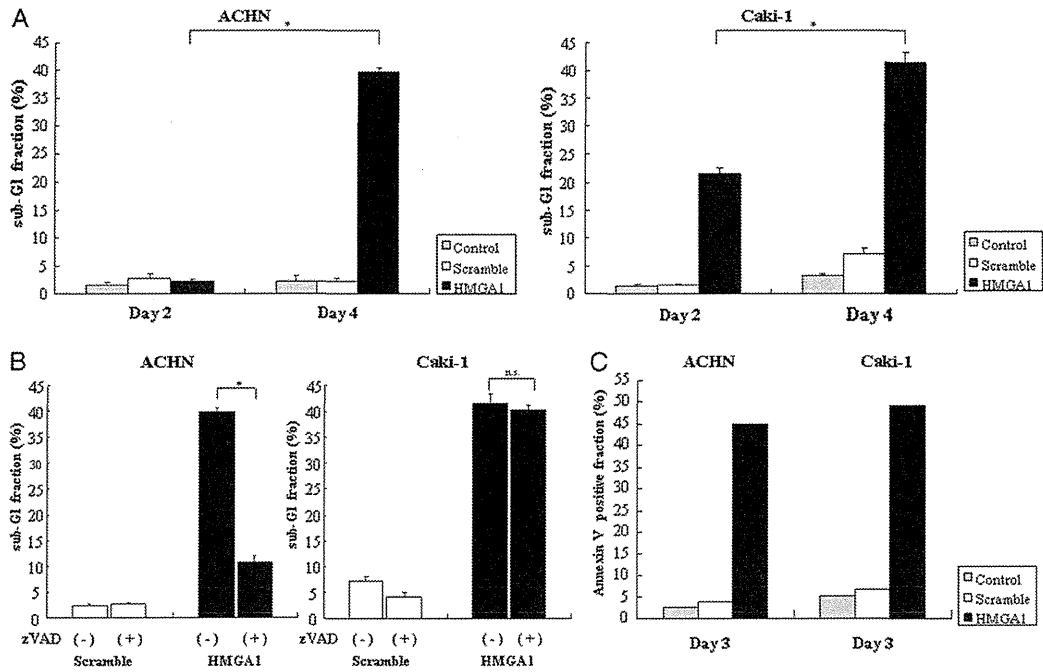 A
ACHN
*
sub-G1 fraction (%)
45
40
35
30
25
20
15
10
5
0
Day 2
Day 4
Control
Scramble
HMGA1
Caki-1
*
sub-G1 fraction (%)
45
40
35
30
25
20
15
10
5
0
Day 2
Day 4
Control
Scramble
HMGA1
B
ACHN
*
sub-G1 fraction (%)
45
40
35
30
25
20
15
10
5
0
zVAD (-) (+) (-) (+)
Scramble HMGA1
Caki-1
n.s.
sub-G1 fraction (%)
45
40
35
30
25
20
15
10
5
0
(-) (+) (-) (+)
Scramble HMGA1
C
ACHN
Caki-1
Annexin V positive fraction (%)
55
50
45
40
35
30
25
20
15
10
5
0
Day 3
Day 3
Control
Scramble
HMGA1